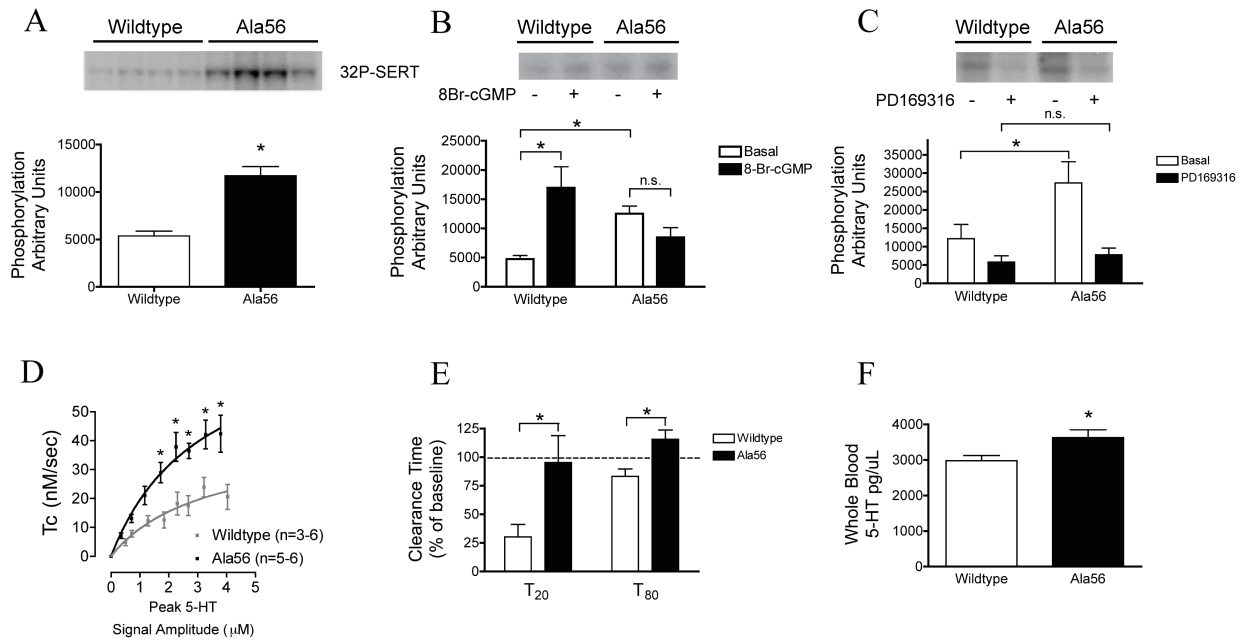 A
Wildtype Ala56
32P-SERT
*
15000
10000
5000
0
Phosphorylation
Arbitrary Units
Wildtype Ala56
B
Wildtype Ala56
8Br-cGMP - + - +
*
*
n.s.
25000
20000
15000
10000
5000
0
Phosphorylation
Arbitrary Units
Basal
8-Br-cGMP
Wildtype Ala56
C
Wildtype Ala56
PD169316 - + - +
n.s.
*
35000
30000
25000
20000
15000
10000
5000
0
Phosphorylation
Arbitrary Units
Basal
PD169316
Wildtype Ala56
D
50
40
30
20
10
0
Tc (nM/sec)
* * * * *
Wildtype (n=3-6)
Ala56 (n=5-6)
0 1 2 3 4 5
Peak 5-HT
Signal Amplitude (μM)
E
* *
125
100
75
50
25
0
Clearance Time
(% of baseline)
Wildtype
Ala56
T20 T80
F
*
4000
3000
2000
1000
0
Whole Blood
5-HT pg/uL
Wildtype Ala56